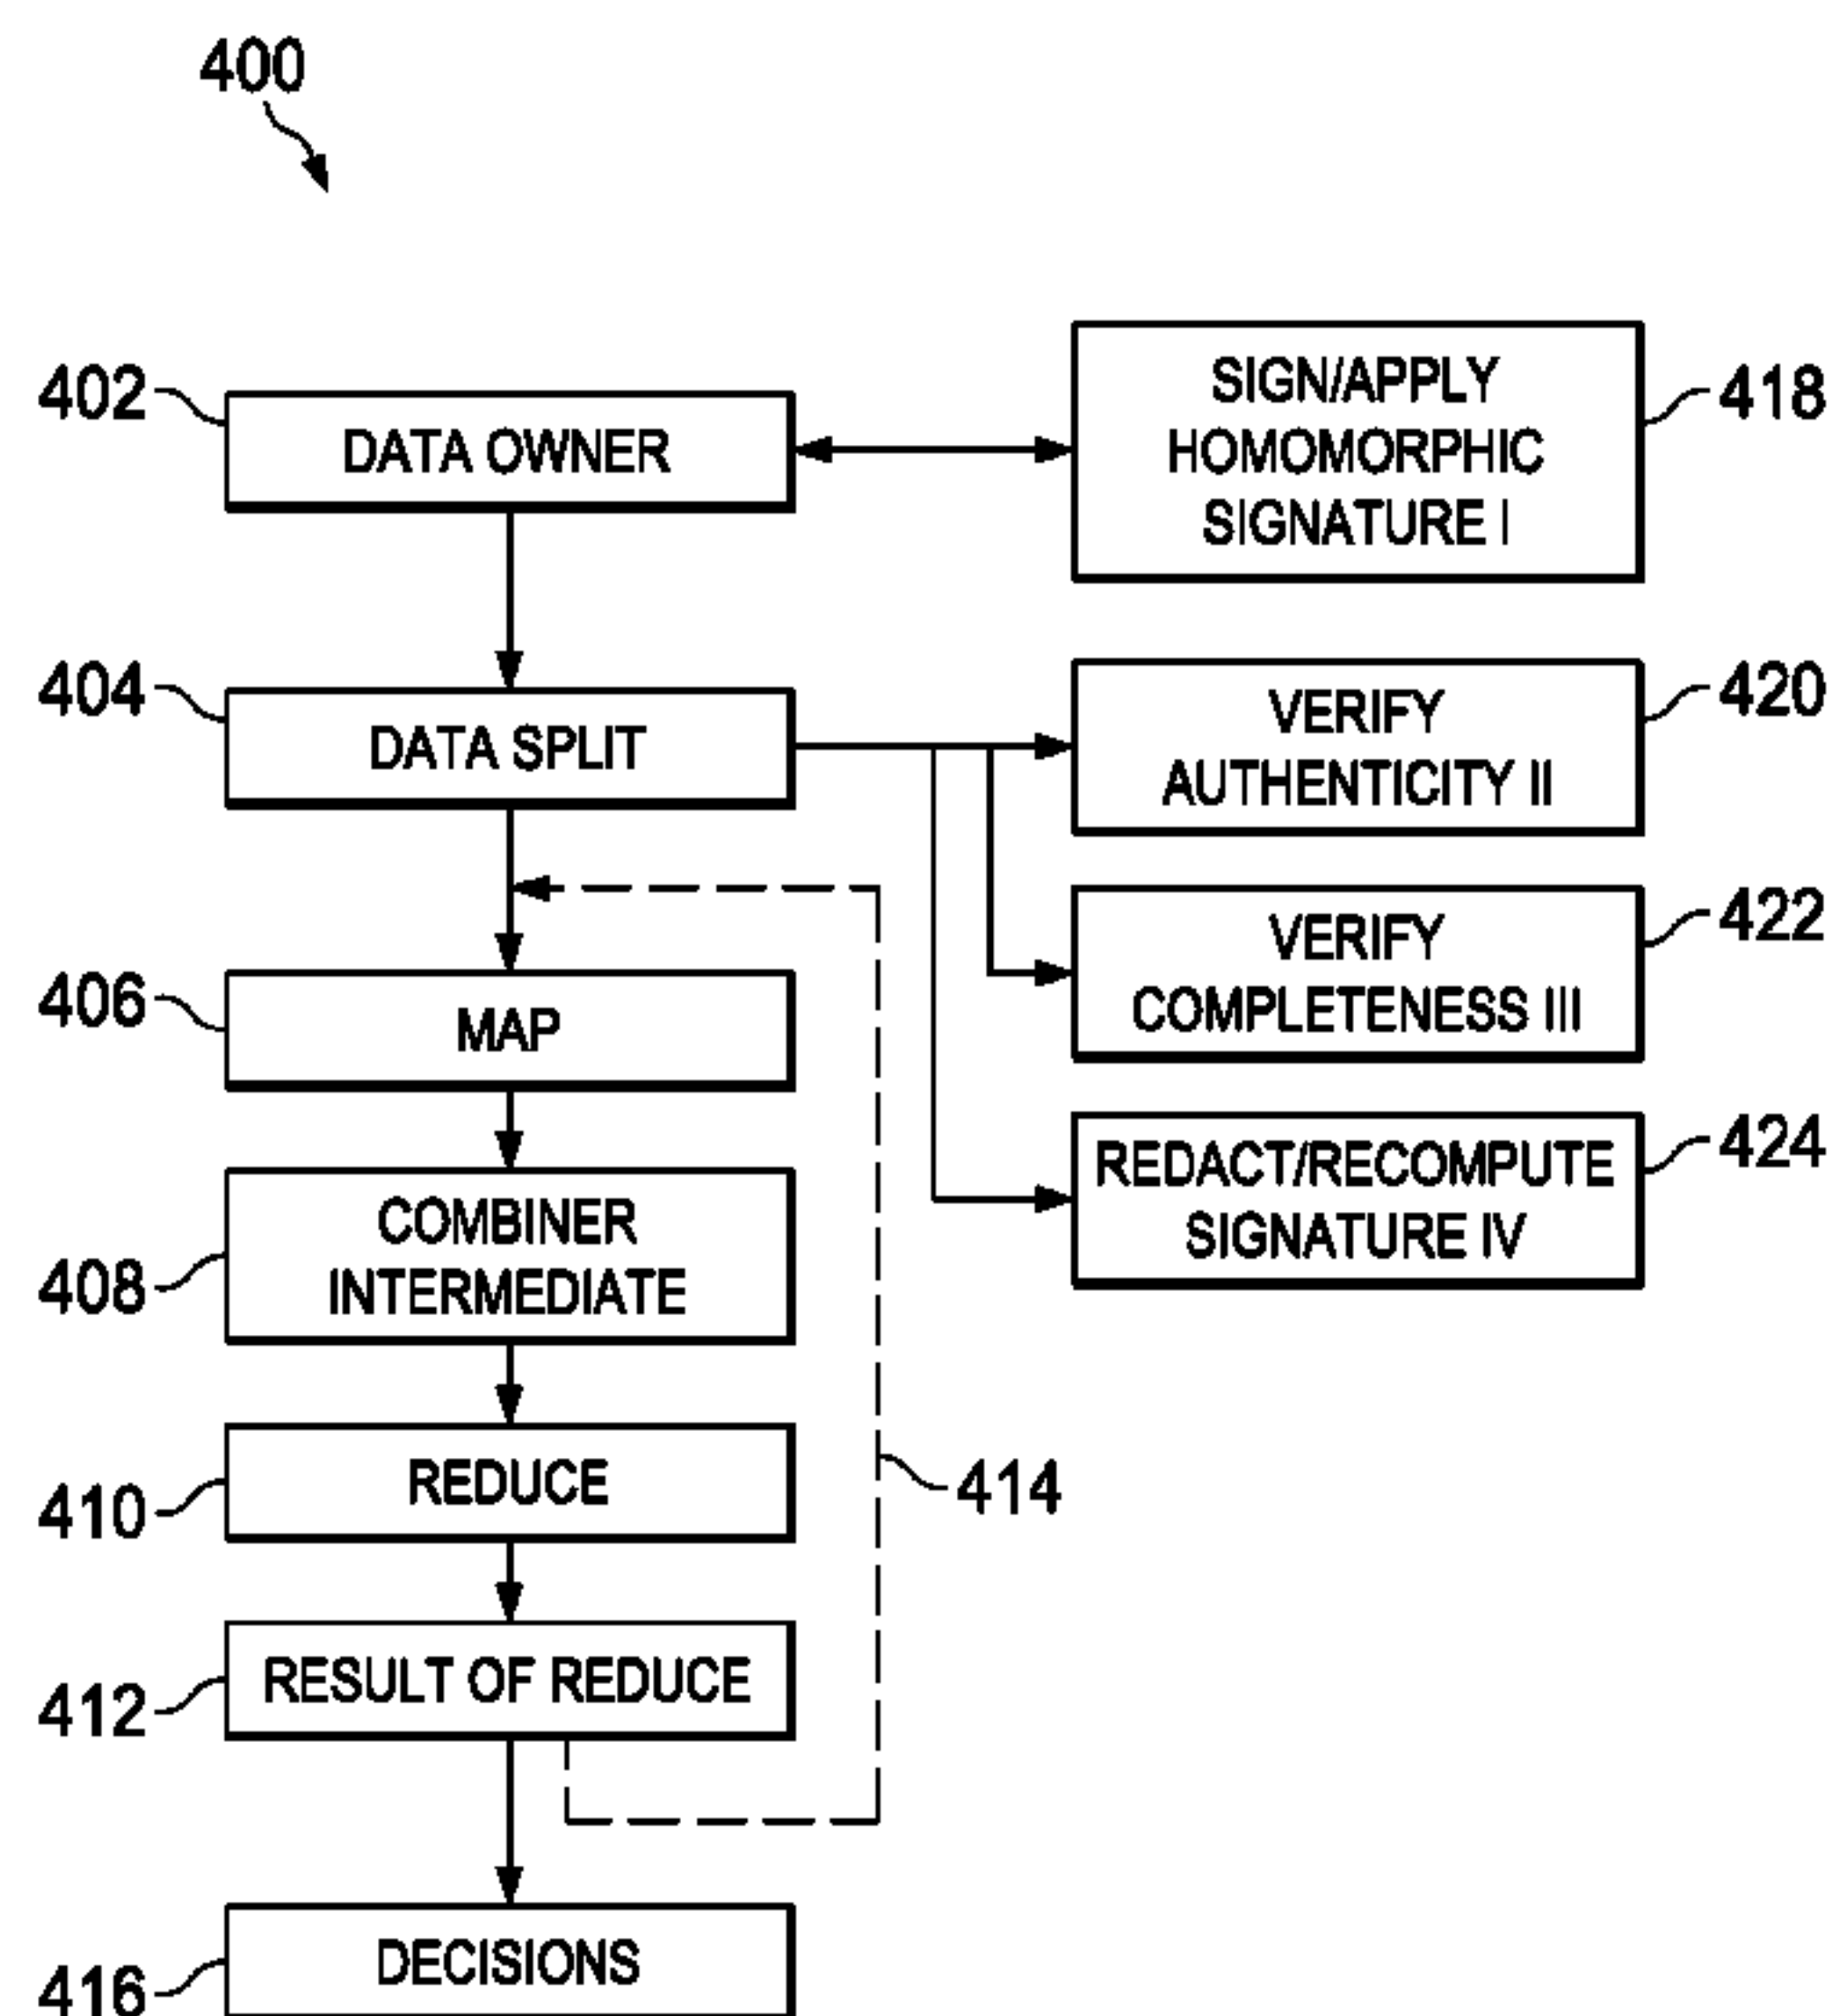 400
402
DATA OWNER
SIGN/APPLY
HOMOMORPHIC
SIGNATURE I
418
404
DATA SPLIT
VERIFY
AUTHENTICITY II
420
VERIFY
COMPLETENESS III
422
406
MAP
REDACT/RECOMPUTE
SIGNATURE IV
424
408
COMBINER
INTERMEDIATE
410
REDUCE
414
412
RESULT OF REDUCE
416
DECISIONS